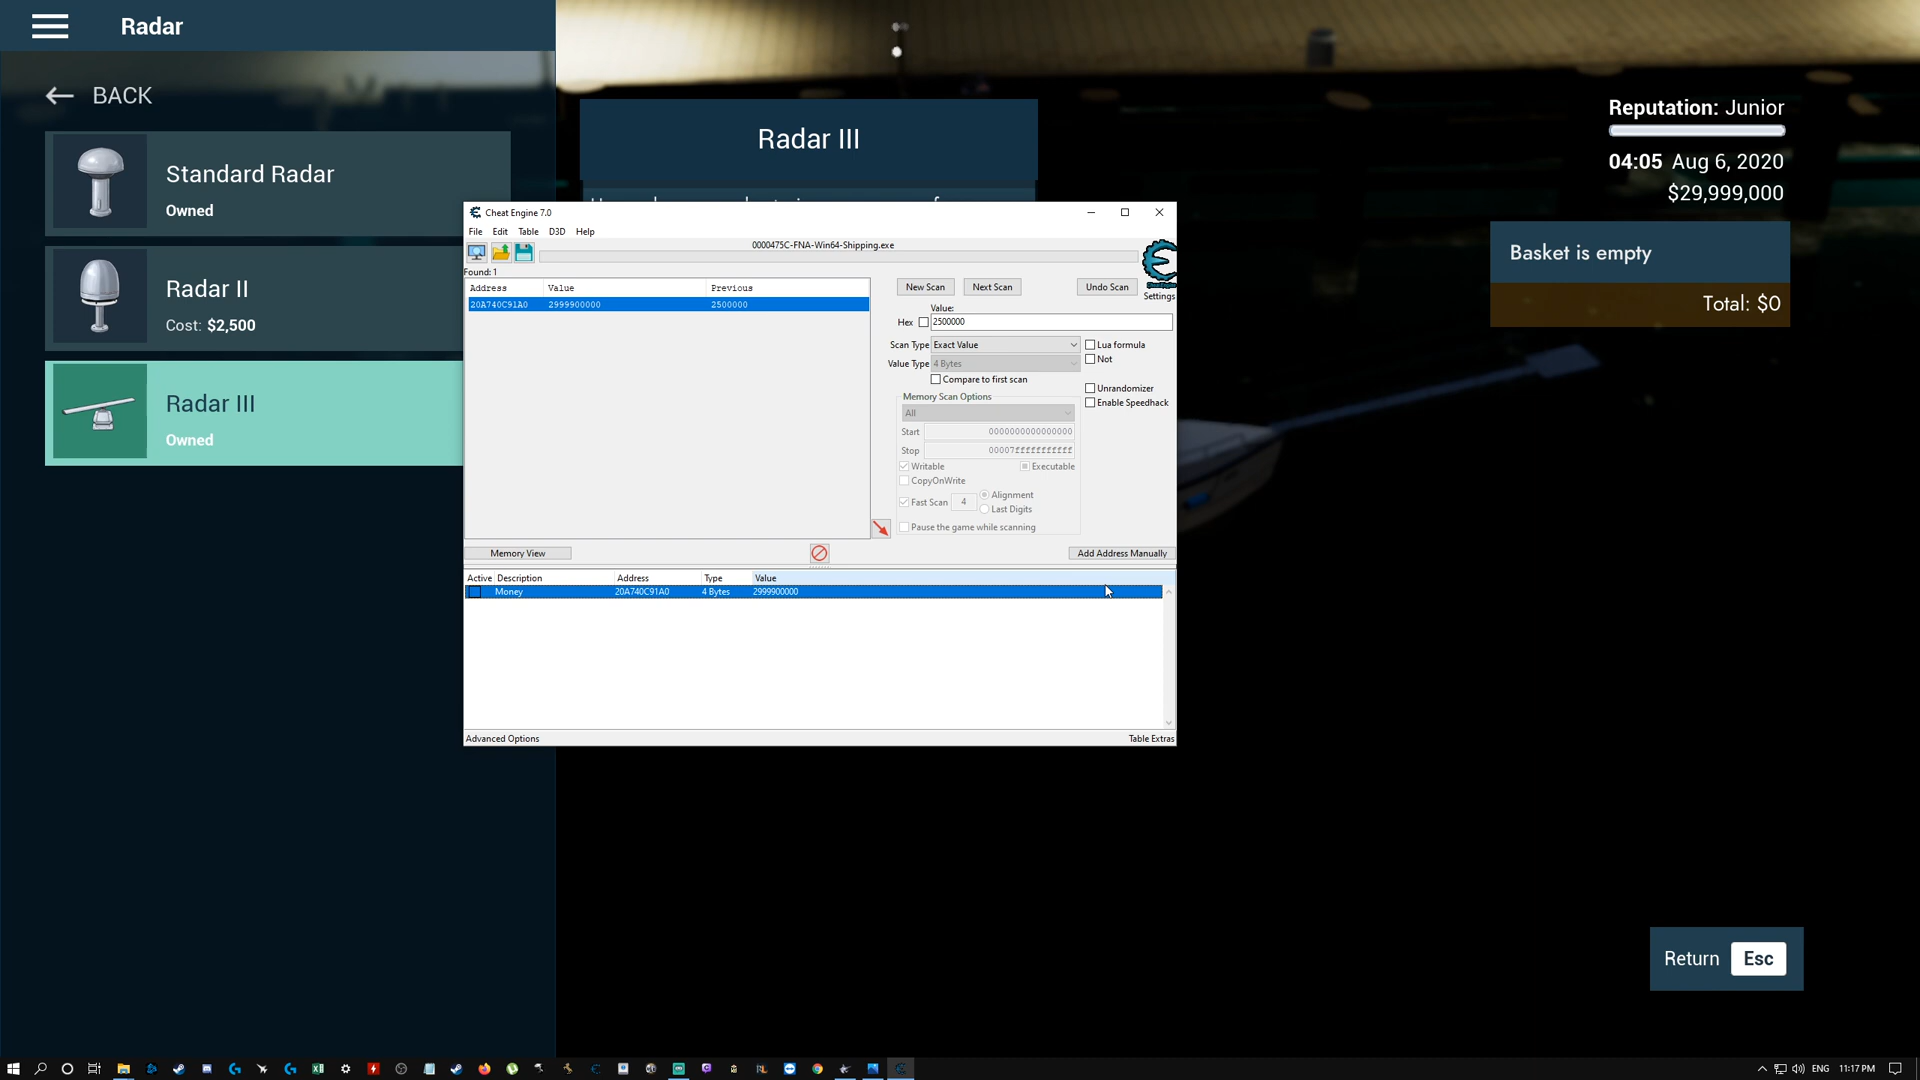 Radar
BACK
Standard Radar
Owned
Radar II
Cost: $2,500
Radar III
Owned
Radar III
Reputation: Junior
04:05 Aug 6, 2020
$29,999,000
Basket is empty
Total: $0
Return Esc
Cheat Engine 7.0
File Edit Table D3D Help
0000475C-FNA-Win64-Shipping.exe
Found: 1
Address Value Previous
20A740C91A0 2999900000 2500000
New Scan Next Scan Undo Scan
Settings
Value:
Hex 2500000
Scan Type Exact Value
Lua formula
Value Type 4 Bytes
Not
Compare to first scan
Unrandomizer
Enable Speedhack
Memory Scan Options
All
Start 0000000000000000
Stop 00007fffffffffff
Writable Executable
CopyOnWrite
Fast Scan 4 Alignment
Last Digits
Pause the game while scanning
Memory View
Add Address Manually
Active Description Address Type Value
Money 20A740C91A0 4 Bytes 2999900000
Advanced Options
Table Extras
ENG 11:17 PM